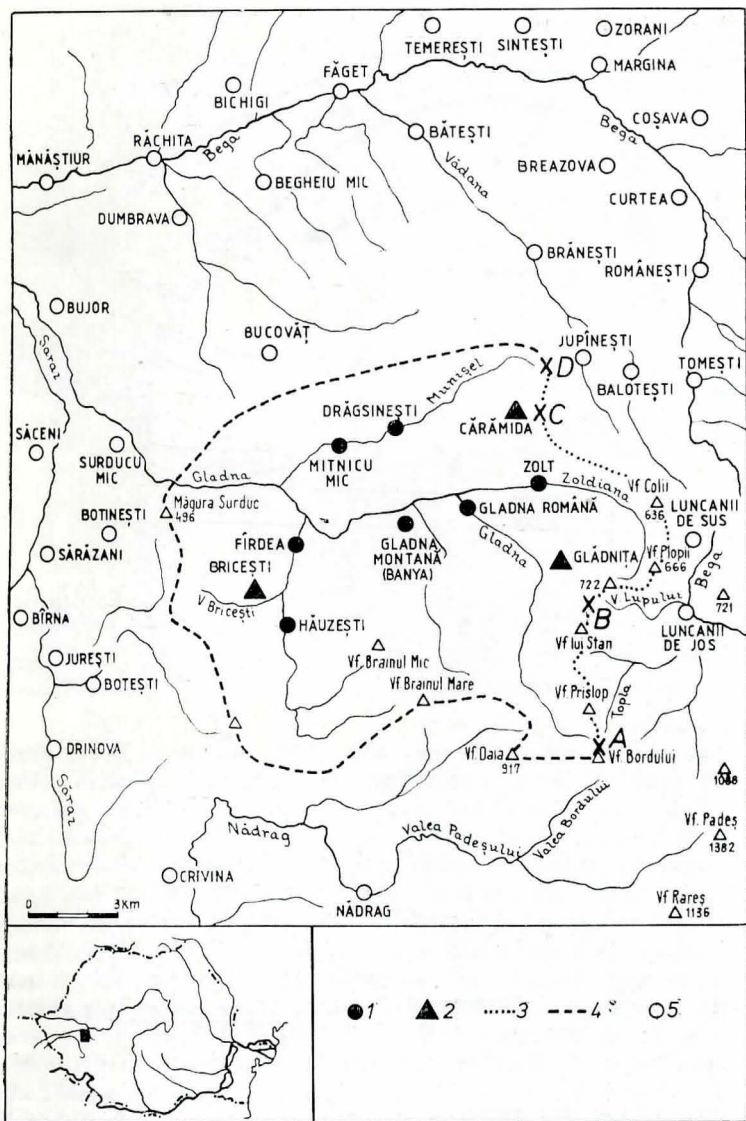 ZORANI
TEMEREȘTI
SINTEȘTI
MARGINA
FĂGET
BICHIGI
COȘAVA
BĂTEȘTI
Bega
RĂCHITA
Bega
MĂNĂȘTIUR
BREAZOVA
Vădana
BEGHEIU MIC
CURTEA
DUMBRAVA
BRĂNEȘTI
ROMÂNEȘTI
BUJOR
JUPÎNEȘTI
BUCOVĂȚ
Saraz
D
TOMEȘTI
BALOTEȘTI
Munișel
DRĂGSINEȘTI
C
CĂRĂMIDA
SĂCENI
SURDUCU
MIC
MITNICU
MIC
ZOLT
Gladna
Zoldiana
Vf Colii
636
Măgura Surduc
496
GLADNA ROMÂNĂ
LUNCANII
DE SUS
BOTINEȘTI
GLADNA
MONTANĂ
(BANYA)
FÎRDEA
Gladna
SĂRĂZANI
BRICEȘTI
GLĂDNIȚA
Vf. Plopii
666
Bega
722
V Bricești
V. Lupului
721
BÎRNA
B
HĂUZEȘTI
LUNCANII
DE JOS
Vf lui Stan
Vf. Brainul Mic
JUREȘTI
Vf. Brainul Mare
BOTEȘTI
Vf. Prislop
Topla
A
DRINOVA
Vf. Daia
917
Vf. Bordului
Săraz
Vf. Padeș
1382
Nădrag
Valea Padeșului
Valea Bordului
CRIVINA
NĂDRAG
Vf Rareș
1136
0 3Km
1 2 3 4 5